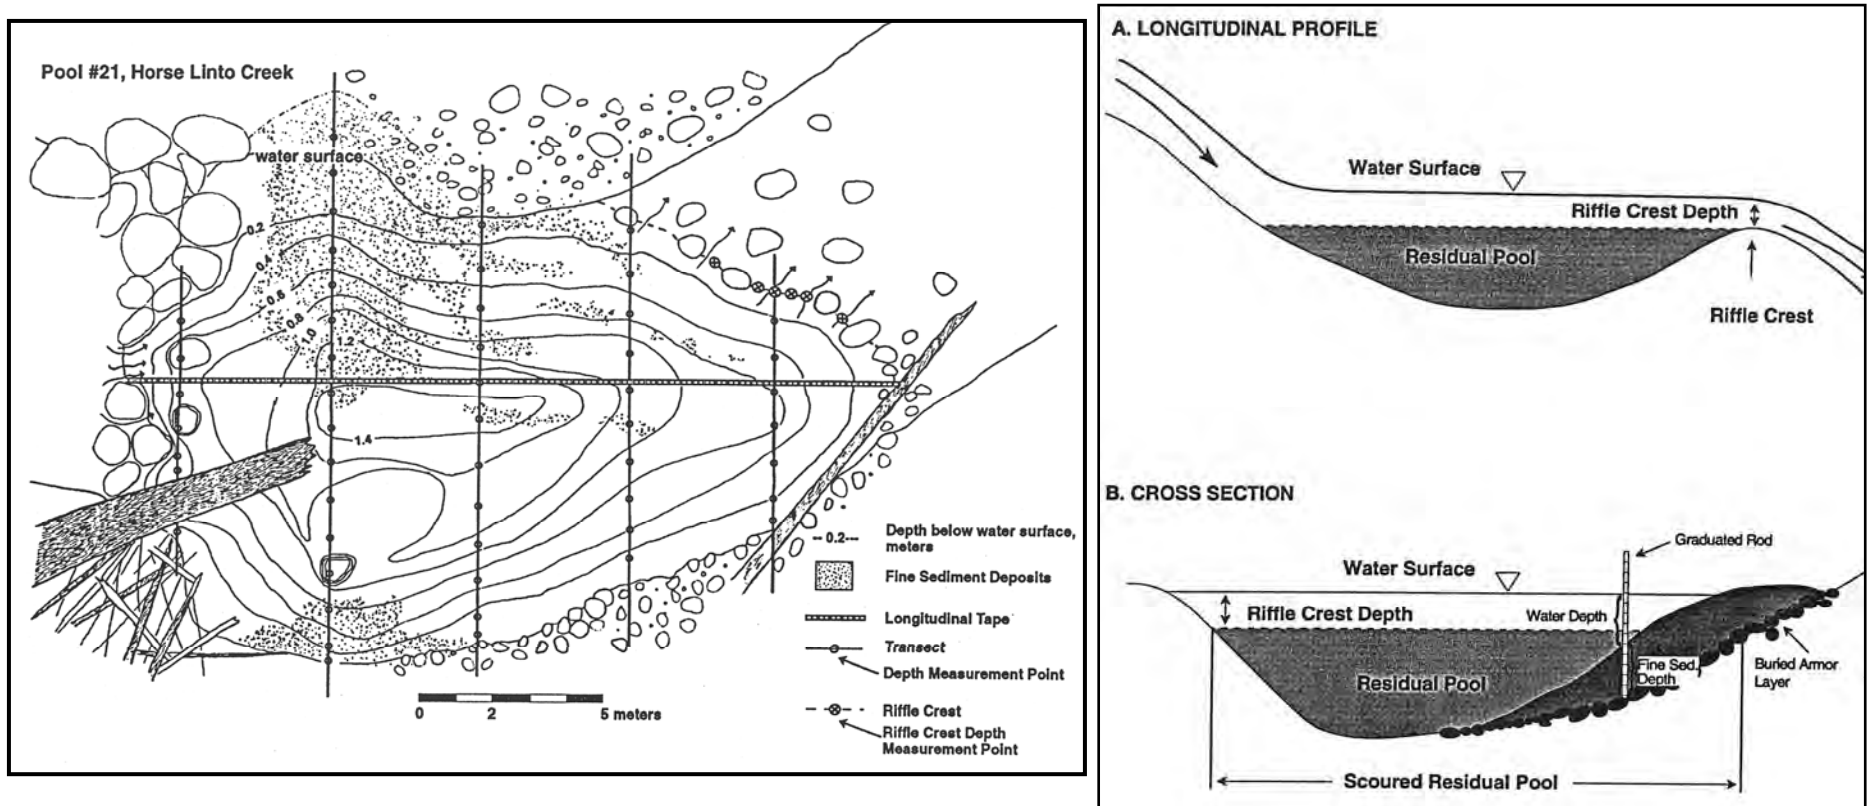 Pool #21, Horse Linto Creek
water surface
0.2
0.4
0.6
0.8
1.0
1.2
1.4
-- 0.2---
Depth below water surface,
meters
Fine Sediment Deposits
Longitudinal Tape
Transect
Depth Measurement Point
Riffle Crest
Riffle Crest Depth
Measurement Point
0 2 5 meters
A. LONGITUDINAL PROFILE
Water Surface
Riffle Crest Depth
Residual Pool
Riffle Crest
B. CROSS SECTION
Graduated Rod
Water Surface
Riffle Crest Depth
Water Depth
Residual Pool
Fine Sed.
Depth
Buried Armor
Layer
Scoured Residual Pool